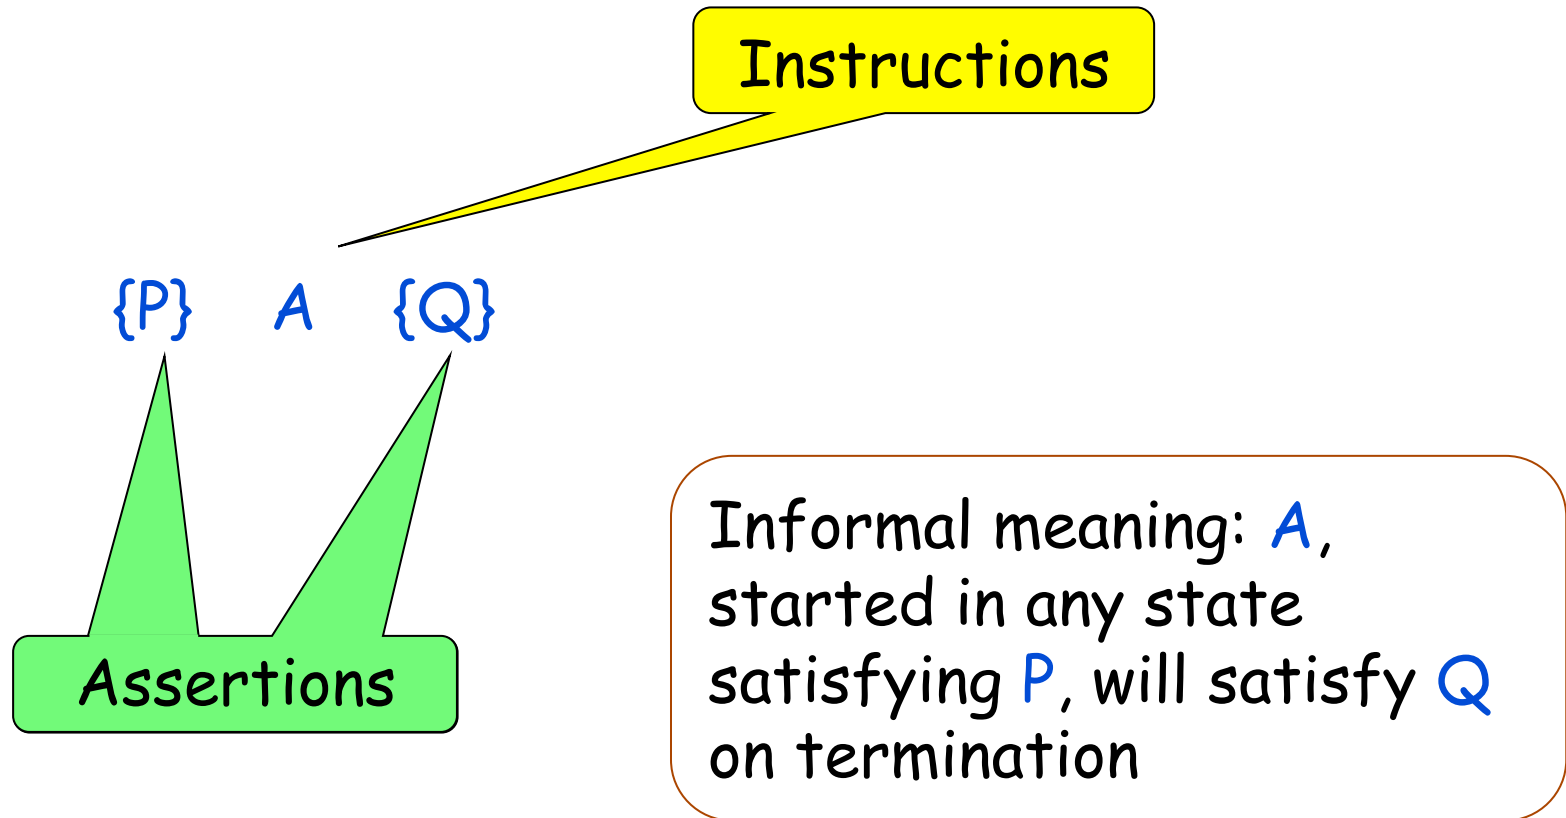 Instructions
{P} A {Q}
Assertions
Informal meaning: A,
started in any state
satisfying P, will satisfy Q
on termination